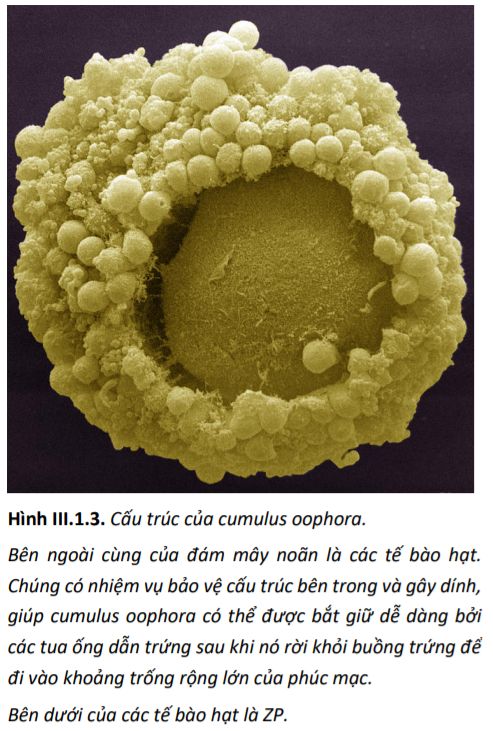 Hình III.1.3. Cấu trúc của cumulus oophora.
Bên ngoài cùng của đám mây noãn là các tế bào hạt.
Chúng có nhiệm vụ bảo vệ cấu trúc bên trong và gây dính,
giúp cumulus oophora có thể được bắt giữ dễ dàng bởi
các tua ống dẫn trứng sau khi nó rời khỏi buồng trứng để
đi vào khoảng trống rộng lớn của phúc mạc.
Bên dưới của các tế bào hạt là ZP.